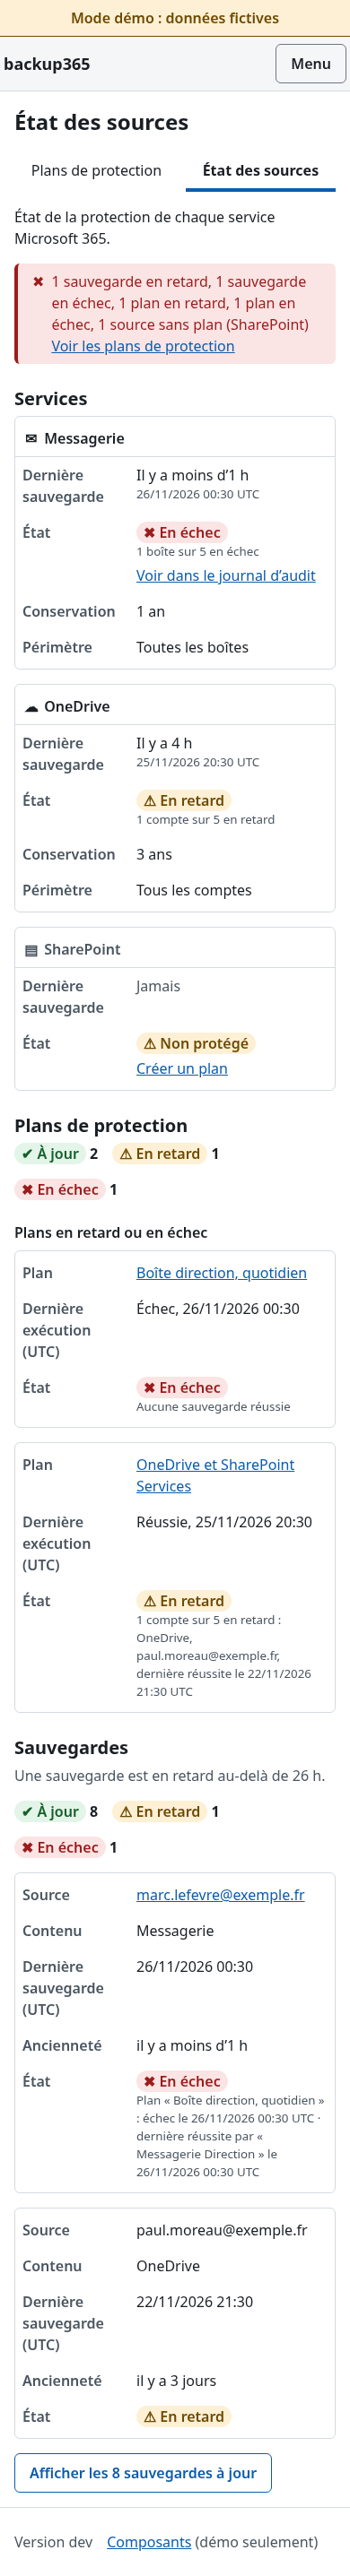 Mode démo : données fictives
backup365
Menu
État des sources
Plans de protection
État des sources
État de la protection de chaque service
Microsoft 365.
✖ 1 sauvegarde en retard, 1 sauvegarde
en échec, 1 plan en retard, 1 plan en
échec, 1 source sans plan (SharePoint)
Voir les plans de protection
Services
✉ Messagerie
Dernière
sauvegarde
Il y a moins d’1 h
26/11/2026 00:30 UTC
État
✖ En échec
1 boîte sur 5 en échec
Voir dans le journal d’audit
Conservation
1 an
Périmètre
Toutes les boîtes
☁ OneDrive
Dernière
sauvegarde
Il y a 4 h
25/11/2026 20:30 UTC
État
⚠ En retard
1 compte sur 5 en retard
Conservation
3 ans
Périmètre
Tous les comptes
▤ SharePoint
Dernière
sauvegarde
Jamais
État
⚠ Non protégé
Créer un plan
Plans de protection
✔ À jour 2 ⚠ En retard 1
✖ En échec 1
Plans en retard ou en échec
Plan
Boîte direction, quotidien
Dernière
exécution
(UTC)
Échec, 26/11/2026 00:30
État
✖ En échec
Aucune sauvegarde réussie
Plan
OneDrive et SharePoint
Services
Dernière
exécution
(UTC)
Réussie, 25/11/2026 20:30
État
⚠ En retard
1 compte sur 5 en retard :
OneDrive,
paul.moreau@exemple.fr,
dernière réussite le 22/11/2026
21:30 UTC
Sauvegardes
Une sauvegarde est en retard au-delà de 26 h.
✔ À jour 8 ⚠ En retard 1
✖ En échec 1
Source
marc.lefevre@exemple.fr
Contenu
Messagerie
Dernière
sauvegarde
(UTC)
26/11/2026 00:30
Ancienneté
il y a moins d’1 h
État
✖ En échec
Plan « Boîte direction, quotidien »
: échec le 26/11/2026 00:30 UTC ·
dernière réussite par «
Messagerie Direction » le
26/11/2026 00:30 UTC
Source
paul.moreau@exemple.fr
Contenu
OneDrive
Dernière
sauvegarde
(UTC)
22/11/2026 21:30
Ancienneté
il y a 3 jours
État
⚠ En retard
Afficher les 8 sauvegardes à jour
Version dev Composants (démo seulement)